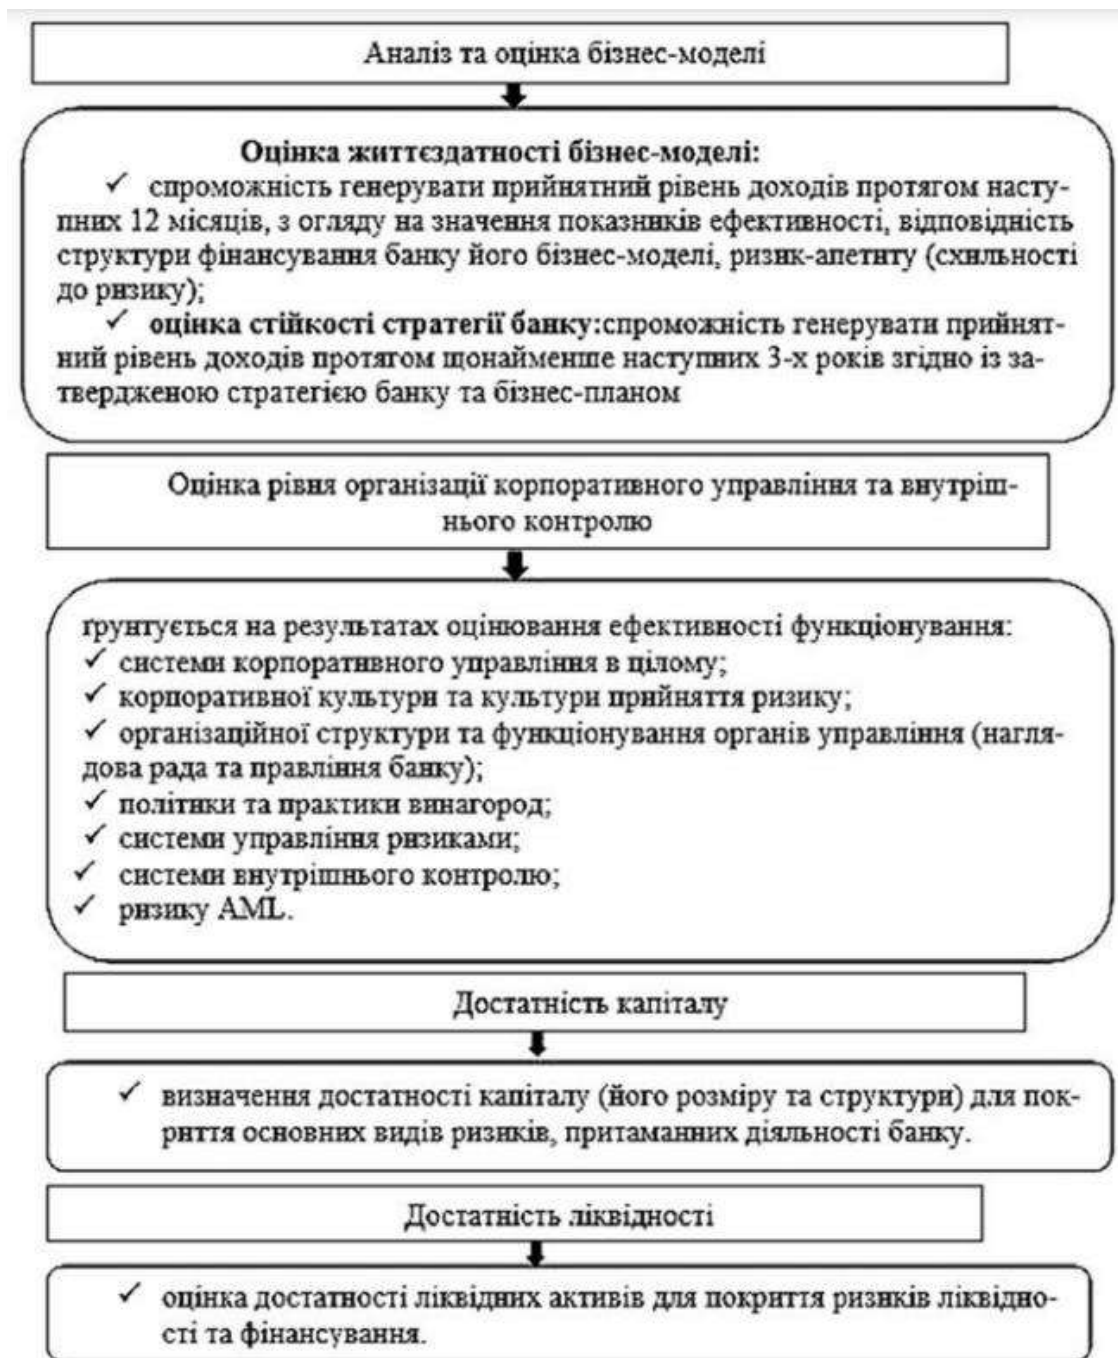 Аналіз та оцінка бізнес-моделі
Оцінка життєздатності бізнес-моделі:
✓ спроможність генерувати прийнятний рівень доходів протягом насту-
пних 12 місяців, з огляду на значення показників ефективності, відповідність
структури фінансування банку його бізнес-моделі, ризик-апетиту (схильності
до ризику);
✓ оцінка стійкості стратегії банку:спроможність генерувати прийнят-
ний рівень доходів протягом щонайменше наступних 3-х років згідно із за-
твердженою стратегією банку та бізнес-планом
Оцінка рівня організації корпоративного управління та внутріш-
нього контролю
ґрунтується на результатах оцінювання ефективності функціонування:
✓ системи корпоративного управління в цілому;
✓ корпоративної культури та культури прийняття ризику;
✓ організаційної структури та функціонування органів управління (нагля-
дова рада та правління банку);
✓ політики та практики винагород;
✓ системи управління ризиками;
✓ системи внутрішнього контролю;
✓ ризику AML.
Достатність капіталу
✓ визначення достатності капіталу (його розміру та структури) для пок-
риття основних видів ризиків, притаманних діяльності банку.
Достатність ліквідності
✓ оцінка достатності ліквідних активів для покриття ризиків ліквідно-
сті та фінансування.